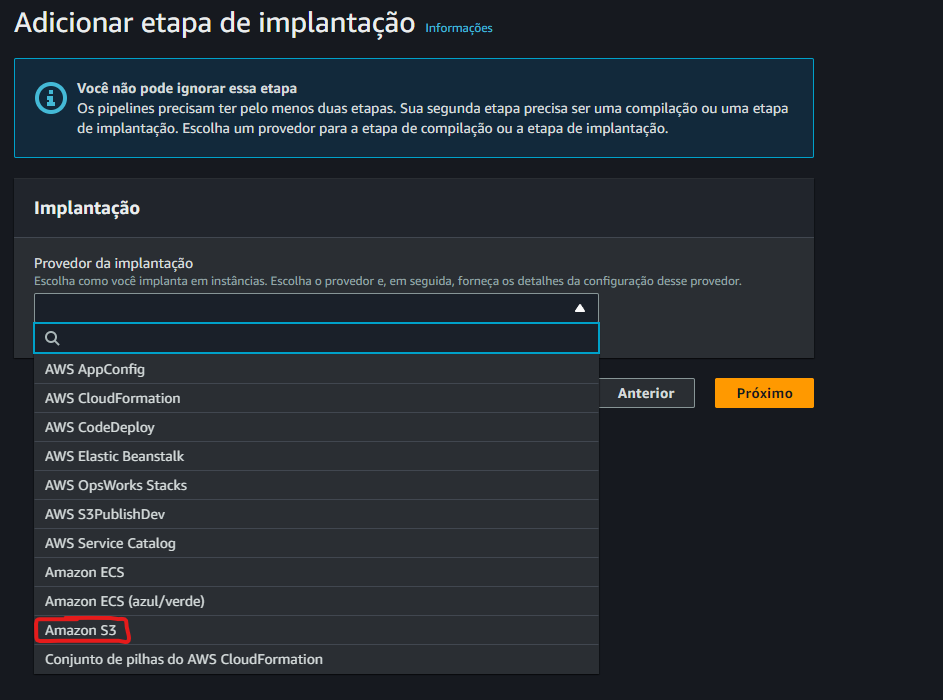 Adicionar etapa de implantação Informações
Você não pode ignorar essa etapa
Os pipelines precisam ter pelo menos duas etapas. Sua segunda etapa precisa ser uma compilação ou uma etapa
de implantação. Escolha um provedor para a etapa de compilação ou a etapa de implantação.
Implantação
Provedor da implantação
Escolha como você implanta em instâncias. Escolha o provedor e, em seguida, forneça os detalhes da configuração desse provedor.
AWS AppConfig
AWS CloudFormation
AWS CodeDeploy
AWS Elastic Beanstalk
AWS OpsWorks Stacks
AWS S3PublishDev
AWS Service Catalog
Amazon ECS
Amazon ECS (azul/verde)
Amazon S3
Conjunto de pilhas do AWS CloudFormation
Anterior
Próximo